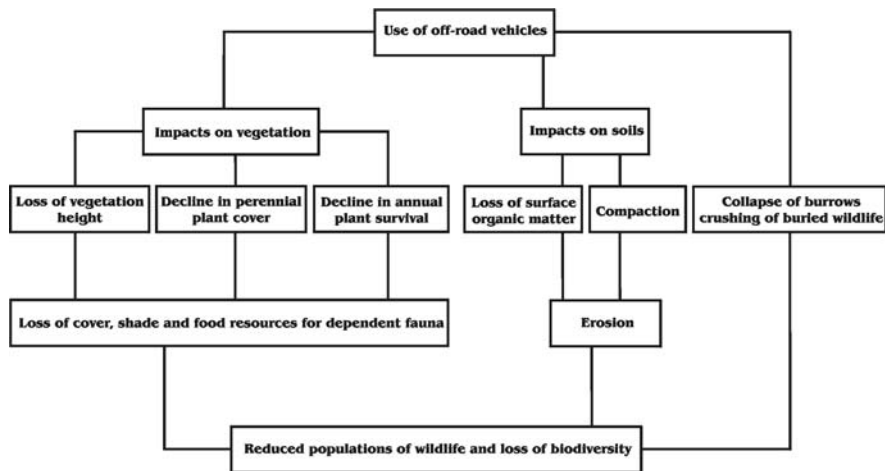 Use of off-road vehicles
Impacts on vegetation
Impacts on soils
Loss of vegetation
height
Decline in perennial
plant cover
Decline in annual
plant survival
Loss of surface
organic matter
Compaction
Collapse of burrows
crushing of buried wildlife
Loss of cover, shade and food resources for dependent fauna
Erosion
Reduced populations of wildlife and loss of biodiversity